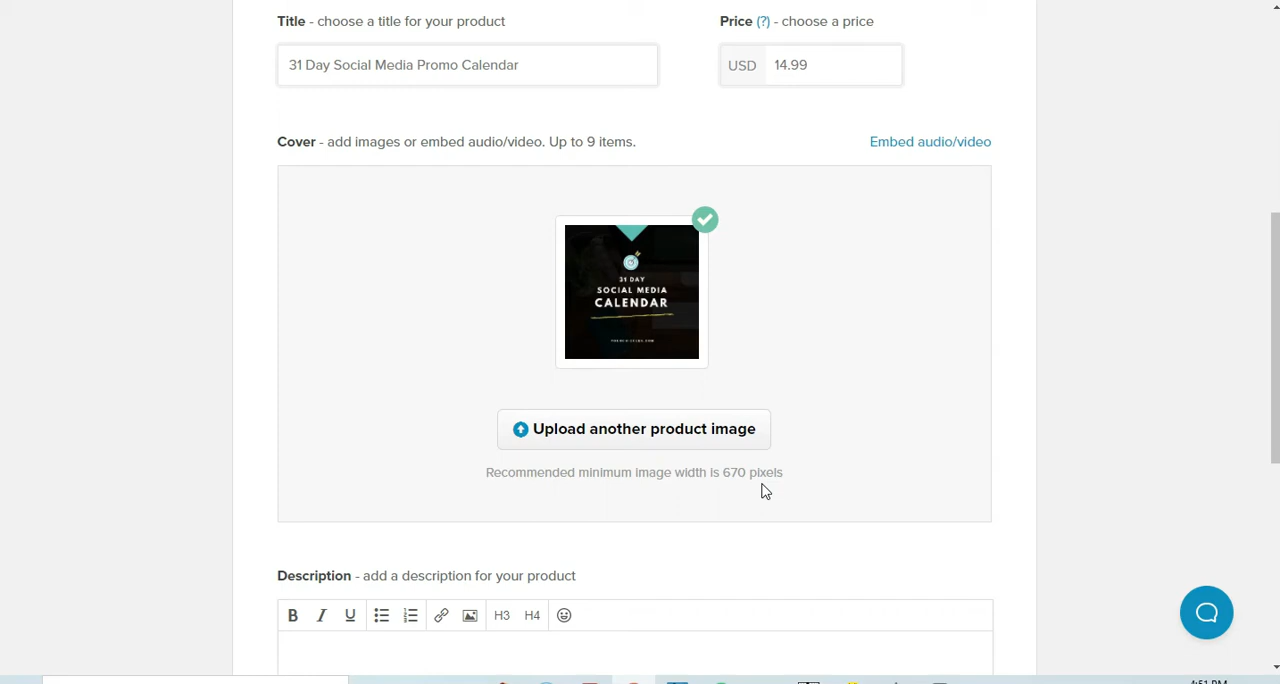 Title - choose a title for your product
Price (?) - choose a price
31 Day Social Media Promo Calendar
USD 14.99
Cover - add images or embed audio/video. Up to 9 items.
Embed audio/video
31 DAY
SOCIAL MEDIA
CALENDAR
Upload another product image
Recommended minimum image width is 670 pixels
Description - add a description for your product
B I U H3 H4